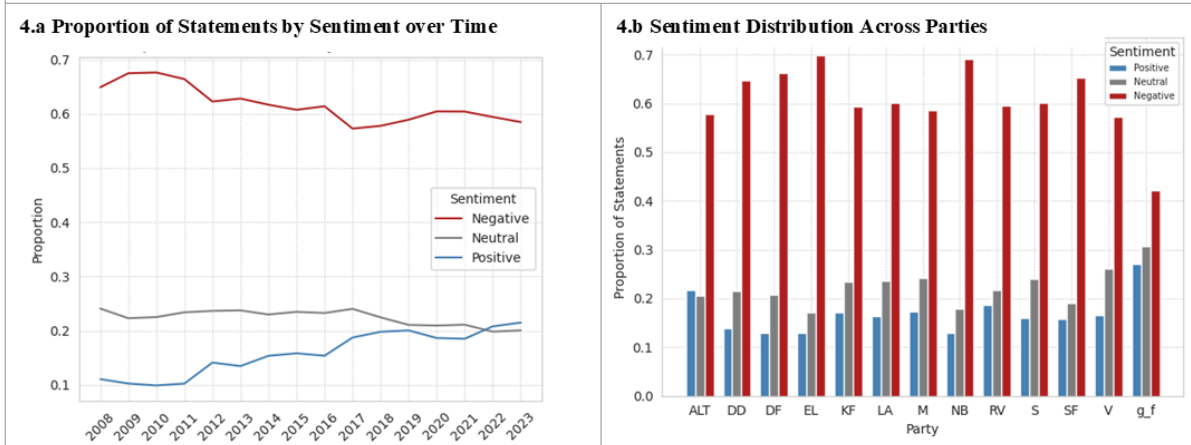 4.a Proportion of Statements by Sentiment over Time
0.7
0.6
0.5
0.4
0.3
0.2
0.1
Proportion
Sentiment
Negative
Neutral
Positive
2008 2009 2010 2011 2012 2013 2014 2015 2016 2017 2018 2019 2020 2021 2022 2023
4.b Sentiment Distribution Across Parties
0.7
0.6
0.5
0.4
0.3
0.2
0.1
0.0
Proportion of Statements
Sentiment
Positive
Neutral
Negative
ALT DD DF EL KF LA M NB RV S SF V g_f
Party